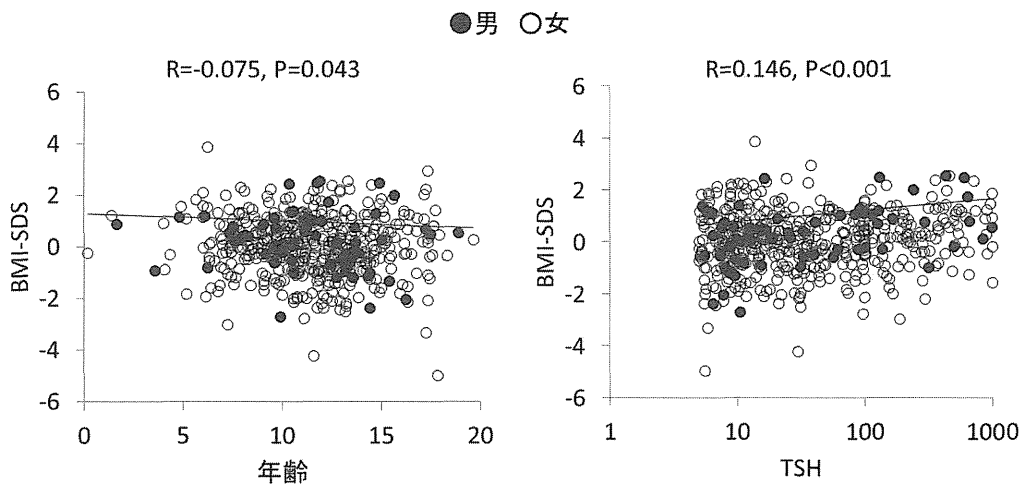 ●男 ○女
R=-0.075, P=0.043
6
4
2
0
-2
-4
-6
BMI-SDS
0 5 10 15 20
年齢
R=0.146, P<0.001
6
4
2
0
-2
-4
-6
BMI-SDS
1 10 100 1000
TSH